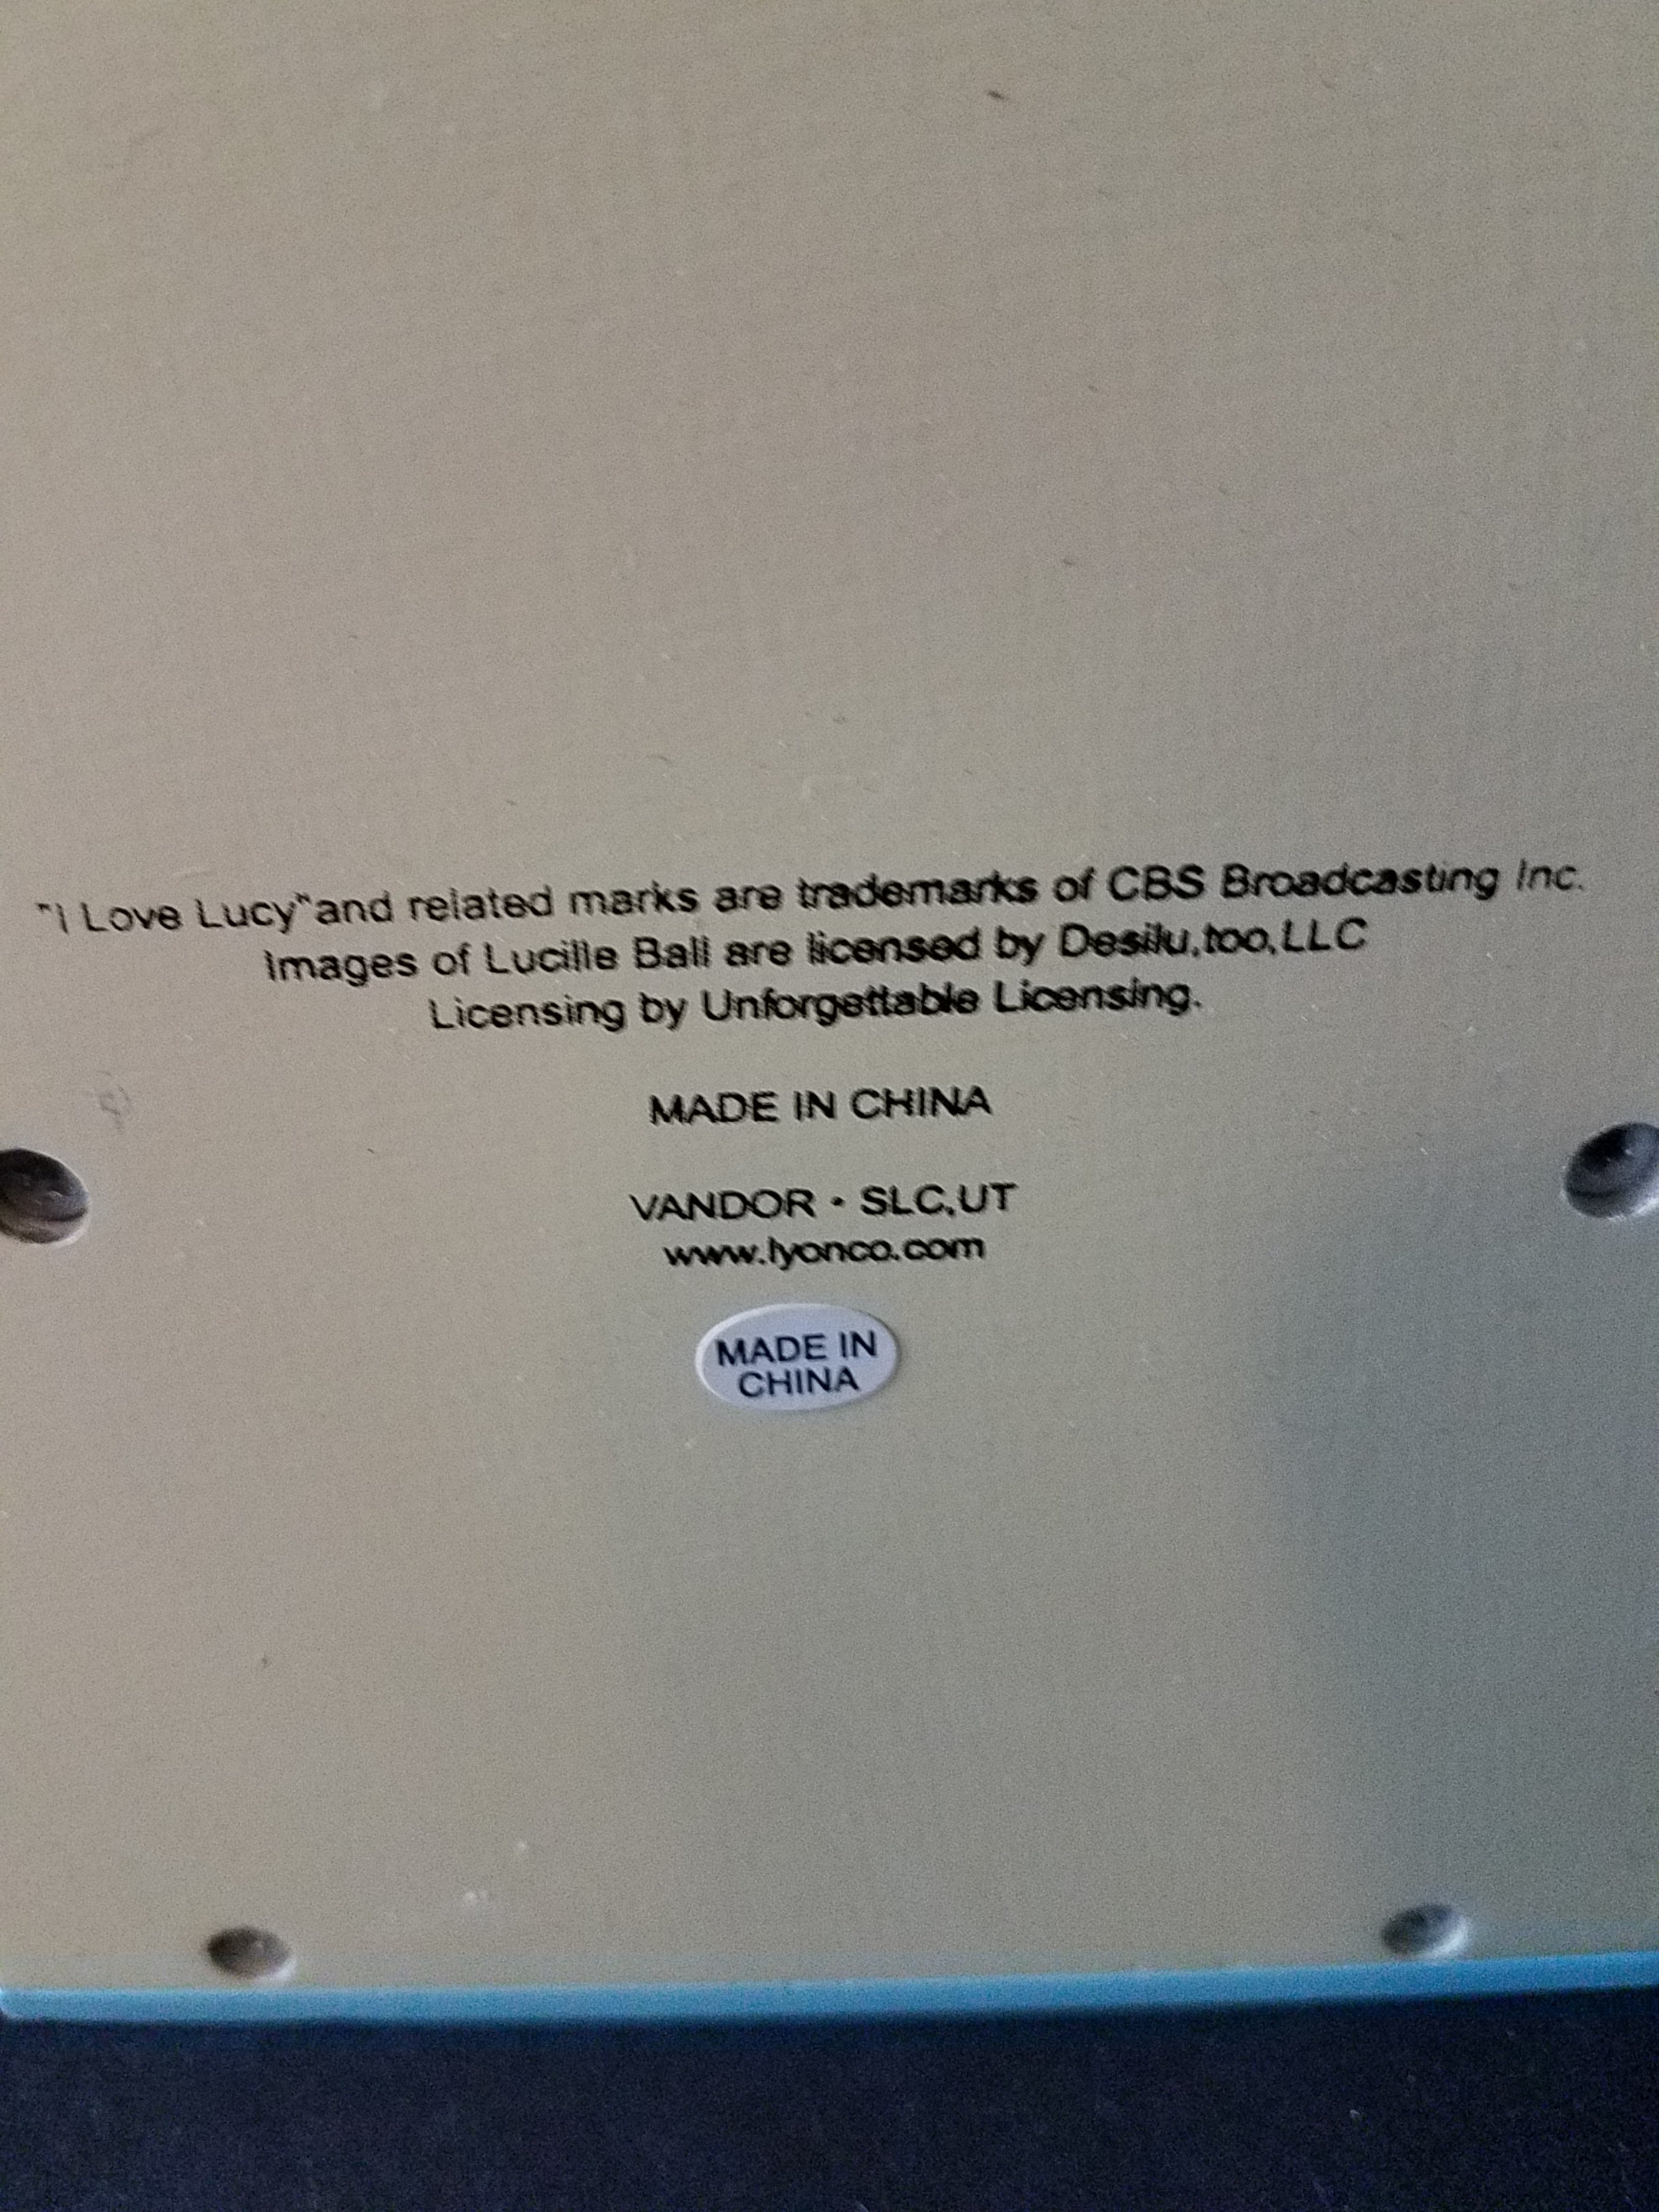 "I Love Lucy"and related marks are trademarks of CBS Broadcasting Inc.
Images of Lucille Ball are licensed by Desilu,too,LLC
Licensing by Unforgettable Licensing.
MADE IN CHINA
VANDOR • SLC,UT
www.lyonco.com
MADE IN
CHINA